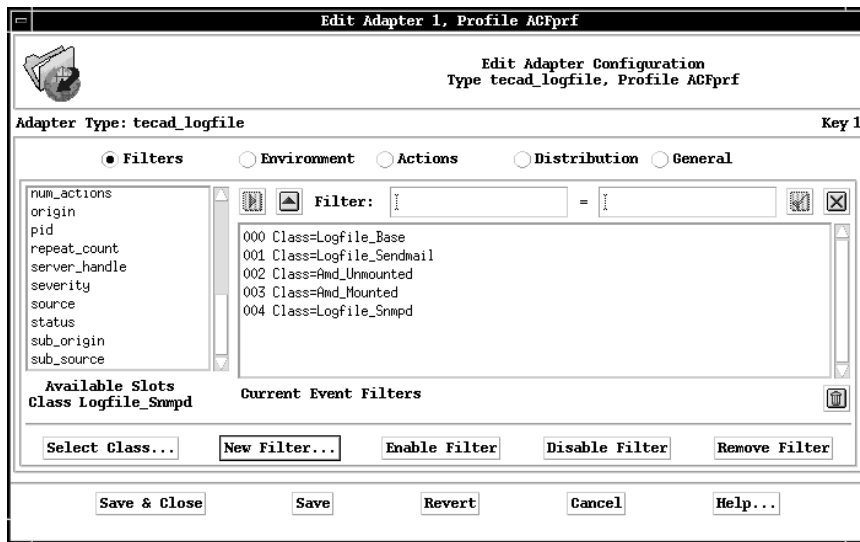 Edit Adapter 1, Profile ACFprf
Edit Adapter Configuration
Type tecad_logfile, Profile ACFprf
Adapter Type: tecad_logfile Key 1
Filters Environment Actions Distribution General
num_actions
origin
pid
repeat_count
server_handle
severity
source
status
sub_origin
sub_source
Available Slots
Class Logfile_Snmpd
Filter: =
000 Class=Logfile_Base
001 Class=Logfile_Sendmail
002 Class=Amd_Unmounted
003 Class=Amd_Mounted
004 Class=Logfile_Snmpd
Current Event Filters
Select Class... New Filter... Enable Filter Disable Filter Remove Filter
Save & Close Save Revert Cancel Help...